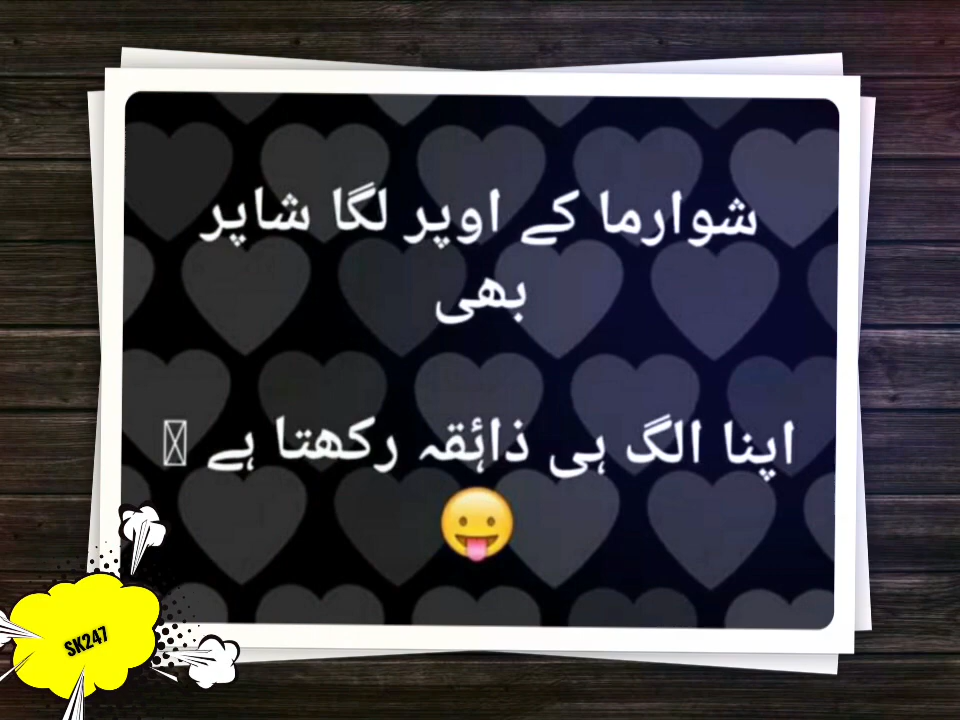 شوارما کے اوپر لگا شاپر
بھی
اپنا الگ ہی ذائقہ رکھتا ہے
😛
SK247